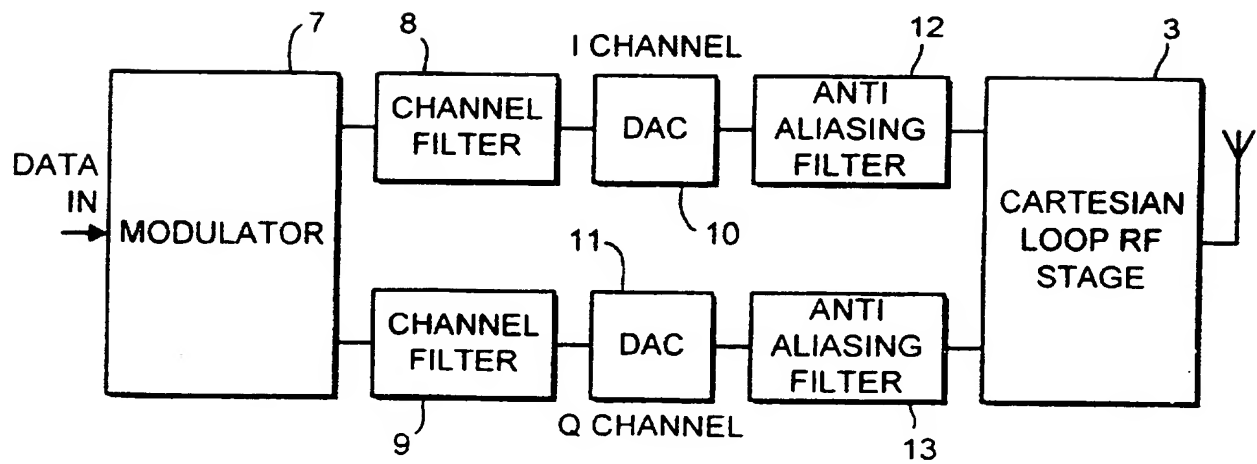 7
8
I CHANNEL
12
3
CHANNEL
FILTER
DAC
ANTI
ALIASING
FILTER
DATA
IN
MODULATOR
10
CARTESIAN
LOOP RF
STAGE
11
CHANNEL
FILTER
DAC
ANTI
ALIASING
FILTER
9
Q CHANNEL
13